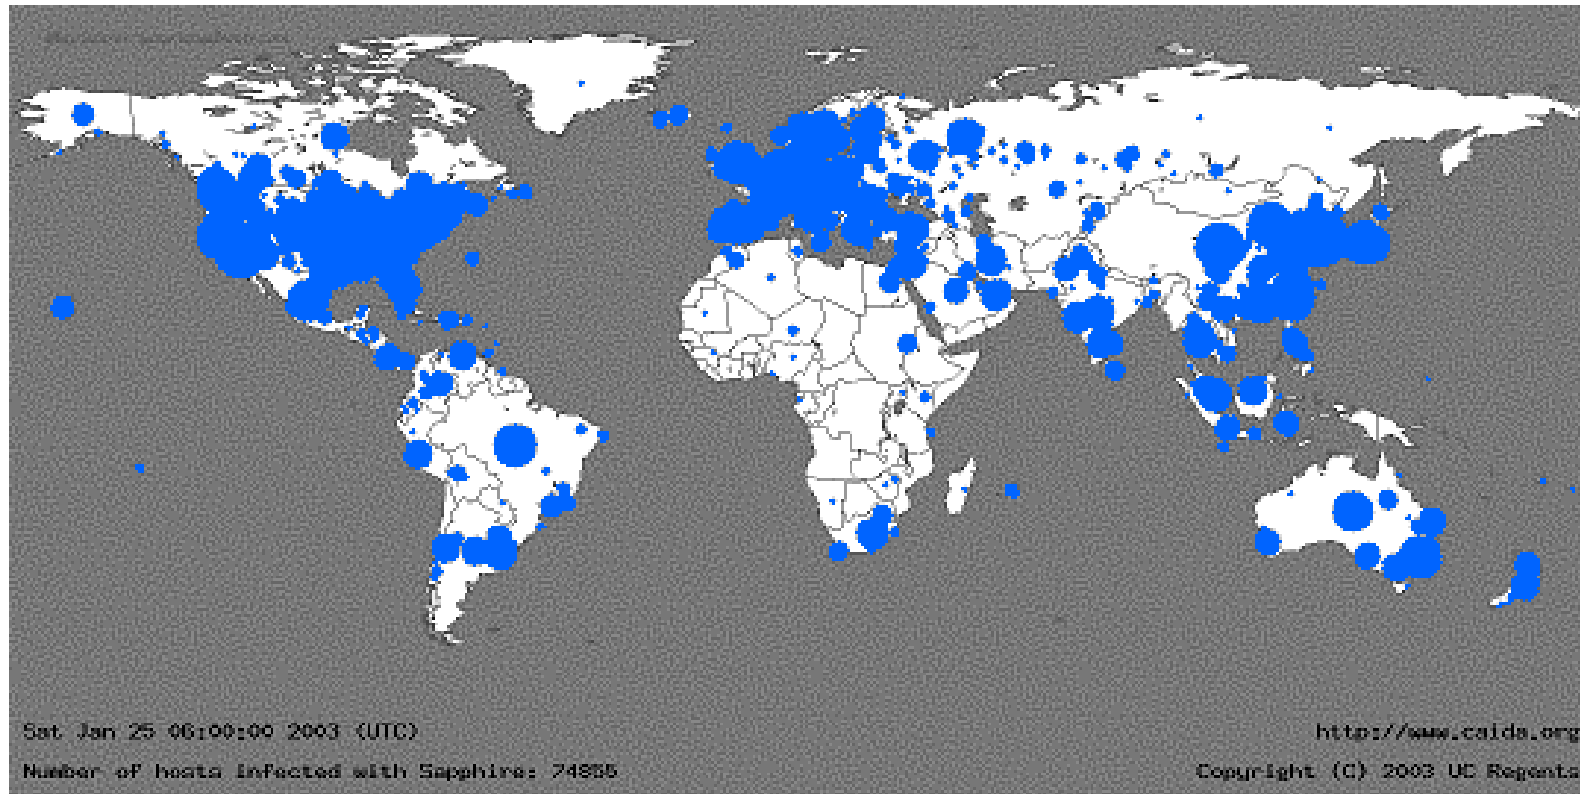 Sat Jan 25 06:00:00 2003 (UTC)
http://www.caida.org
Number of hosts infected with Sapphire: 74855
Copyright (C) 2003 UC Regents